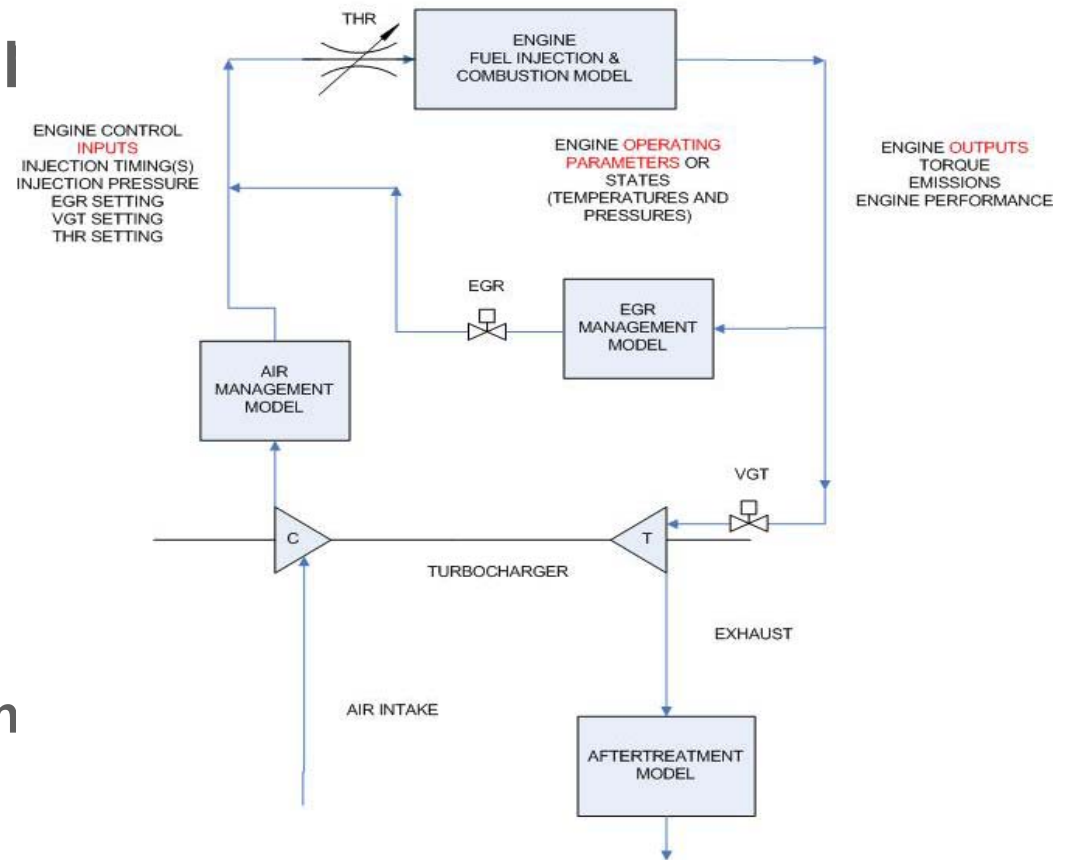 THR
ENGINE
FUEL INJECTION &
COMBUSTION MODEL
ENGINE CONTROL
INPUTS
INJECTION TIMING(S)
INJECTION PRESSURE
EGR SETTING
VGT SETTING
THR SETTING
ENGINE OPERATING
PARAMETERS OR
STATES
(TEMPERATURES AND
PRESSURES)
ENGINE OUTPUTS
TORQUE
EMISSIONS
ENGINE PERFORMANCE
EGR
EGR
MANAGEMENT
MODEL
AIR
MANAGEMENT
MODEL
VGT
C
T
TURBOCHARGER
EXHAUST
AIR INTAKE
AFTERTREATMENT
MODEL